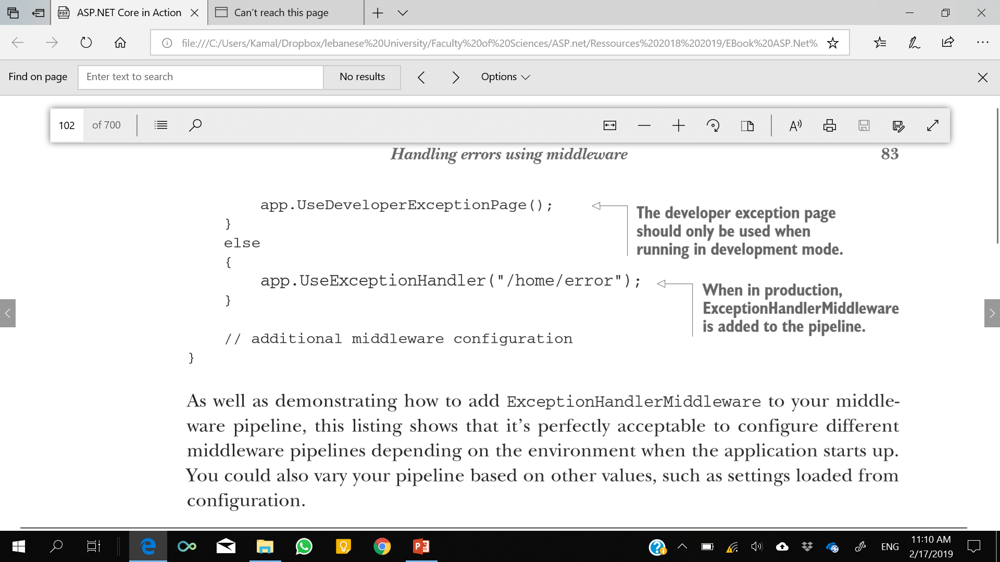 ASP.NET Core in Action
Can’t reach this page
file:///C:/Users/Kamal/Dropbox/lebanese%20University/Faculty%20of%20Sciences/ASP.net/Ressources%202018%202019/EBook%20ASP.Net%.
Find on page
Enter text to search
No results
Options
102
of 700
Handling errors using middleware
83
app.UseDeveloperExceptionPage();
}
else
{
app.UseExceptionHandler("/home/error");
}
// additional middleware configuration
}
The developer exception page
should only be used when
running in development mode.
When in production,
ExceptionHandlerMiddleware
is added to the pipeline.
As well as demonstrating how to add ExceptionHandlerMiddleware to your middle-
ware pipeline, this listing shows that it’s perfectly acceptable to configure different
middleware pipelines depending on the environment when the application starts up.
You could also vary your pipeline based on other values, such as settings loaded from
configuration.
ENG
11:10 AM
2/17/2019